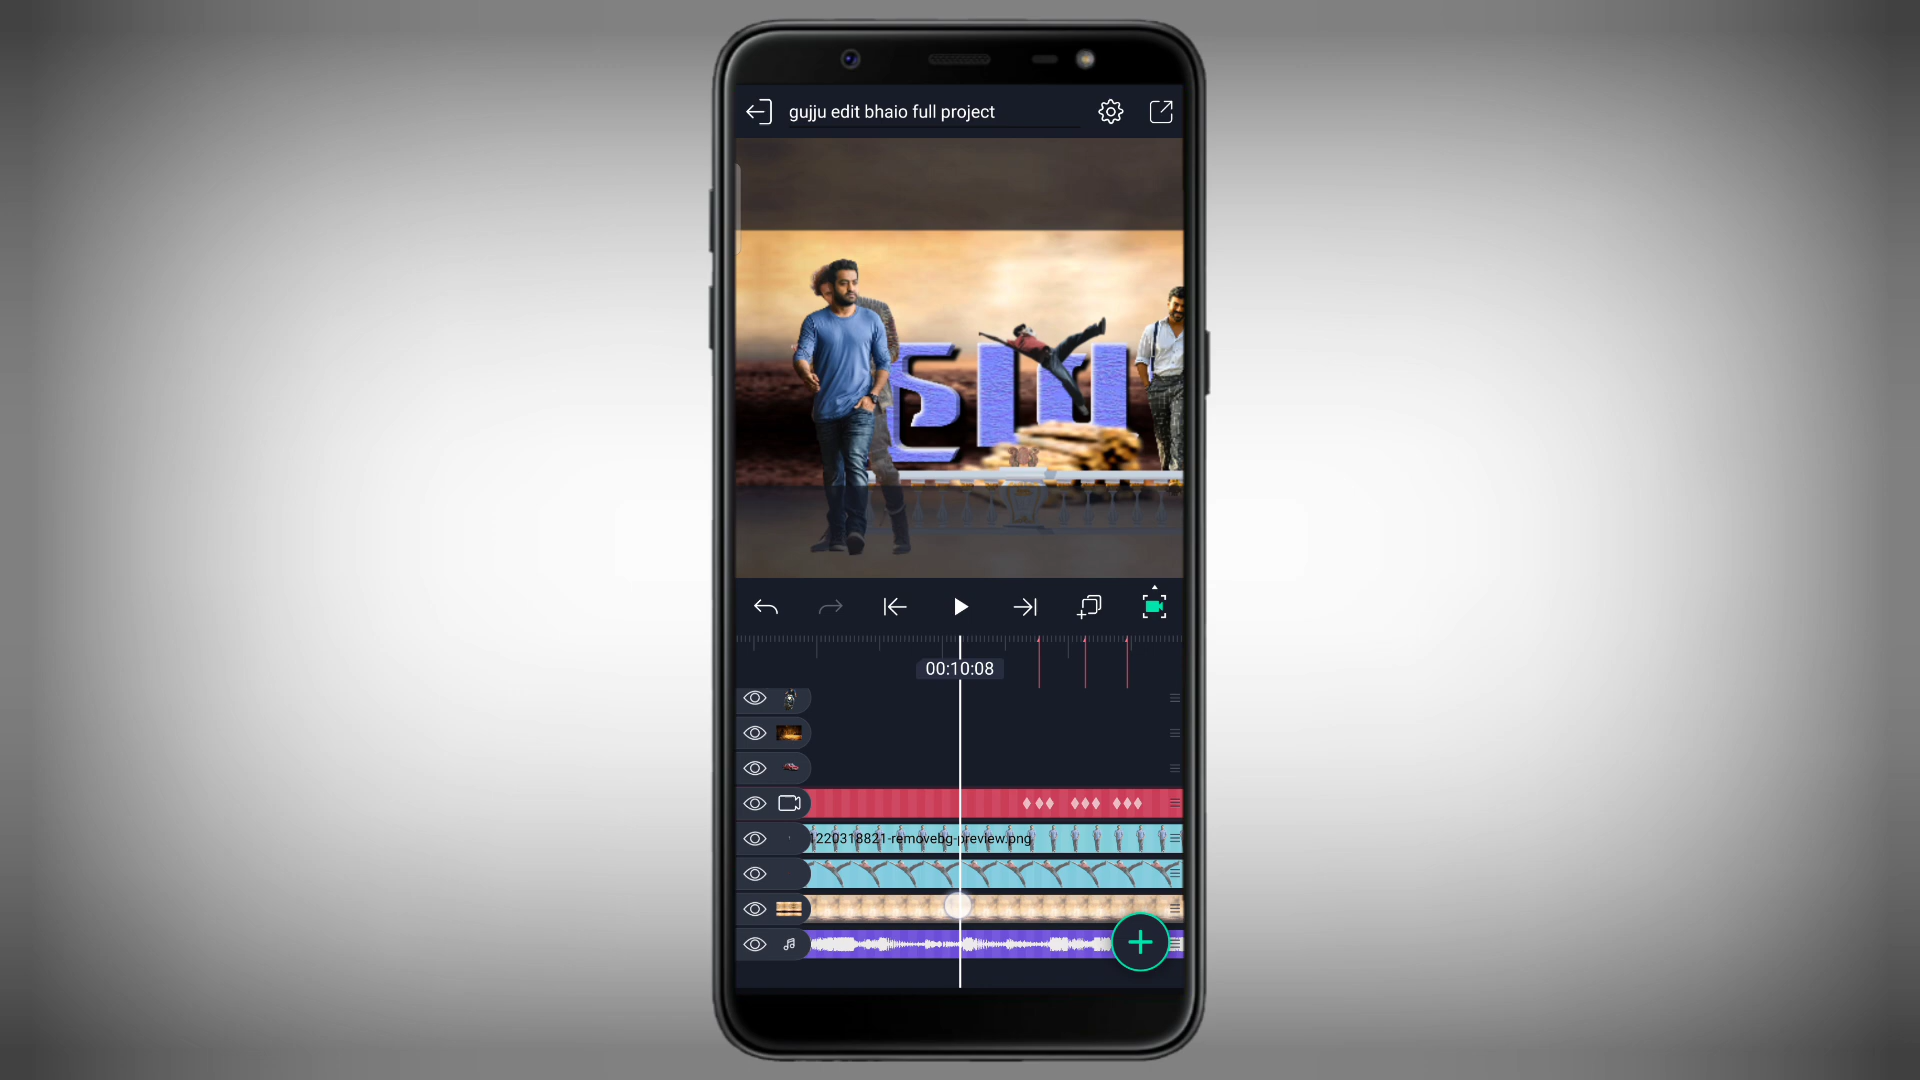 gujju edit bhaio full project
હાય
00:10:08
1220318821-removebg-preview.png